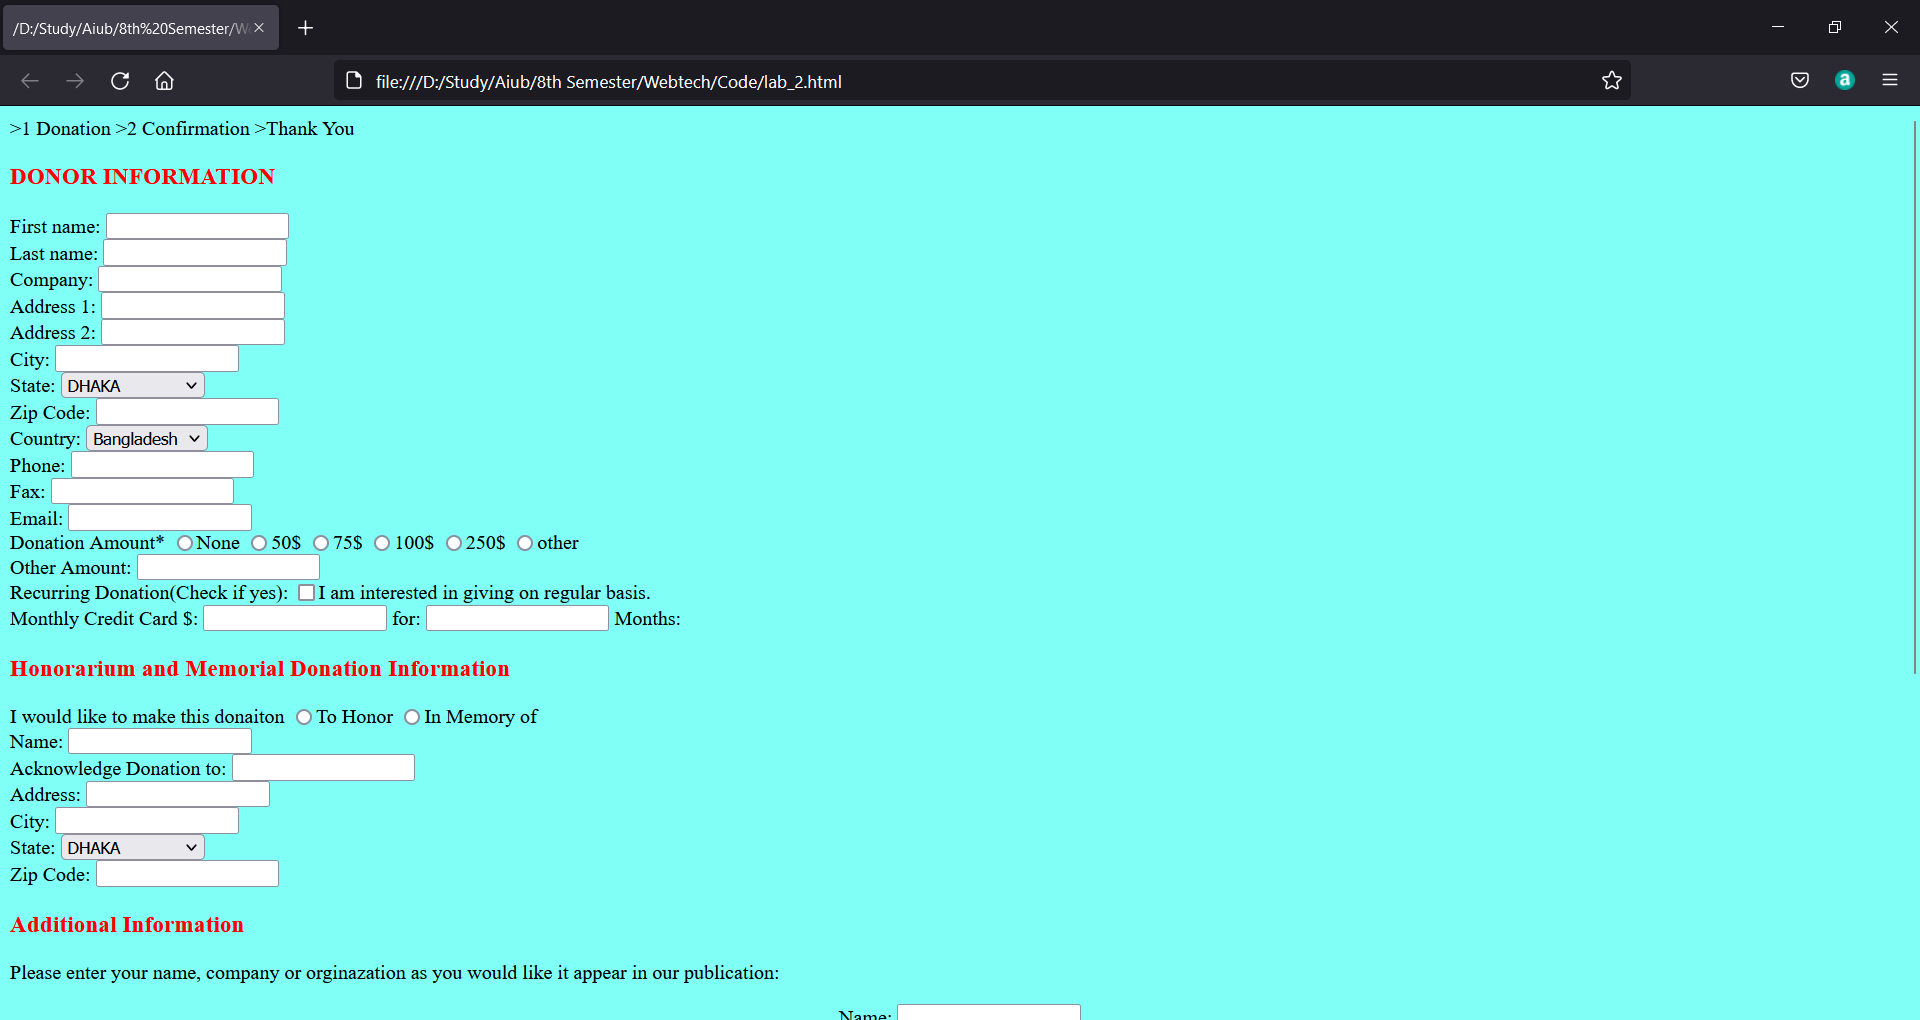 /D:/Study/Aiub/8th%20Semester/W
file:///D:/Study/Aiub/8th Semester/Webtech/Code/lab_2.html
a
>1 Donation >2 Confirmation >Thank You
DONOR INFORMATION
First name:
Last name:
Company:
Address 1:
Address 2:
City:
State: DHAKA
Zip Code:
Country: Bangladesh
Phone:
Fax:
Email:
Donation Amount* None 50$ 75$ 100$ 250$ other
Other Amount:
Recurring Donation(Check if yes): I am interested in giving on regular basis.
Monthly Credit Card $: for: Months:
Honorarium and Memorial Donation Information
I would like to make this donaiton To Honor In Memory of
Name:
Acknowledge Donation to:
Address:
City:
State: DHAKA
Zip Code:
Additional Information
Please enter your name, company or orginazation as you would like it appear in our publication:
Name: